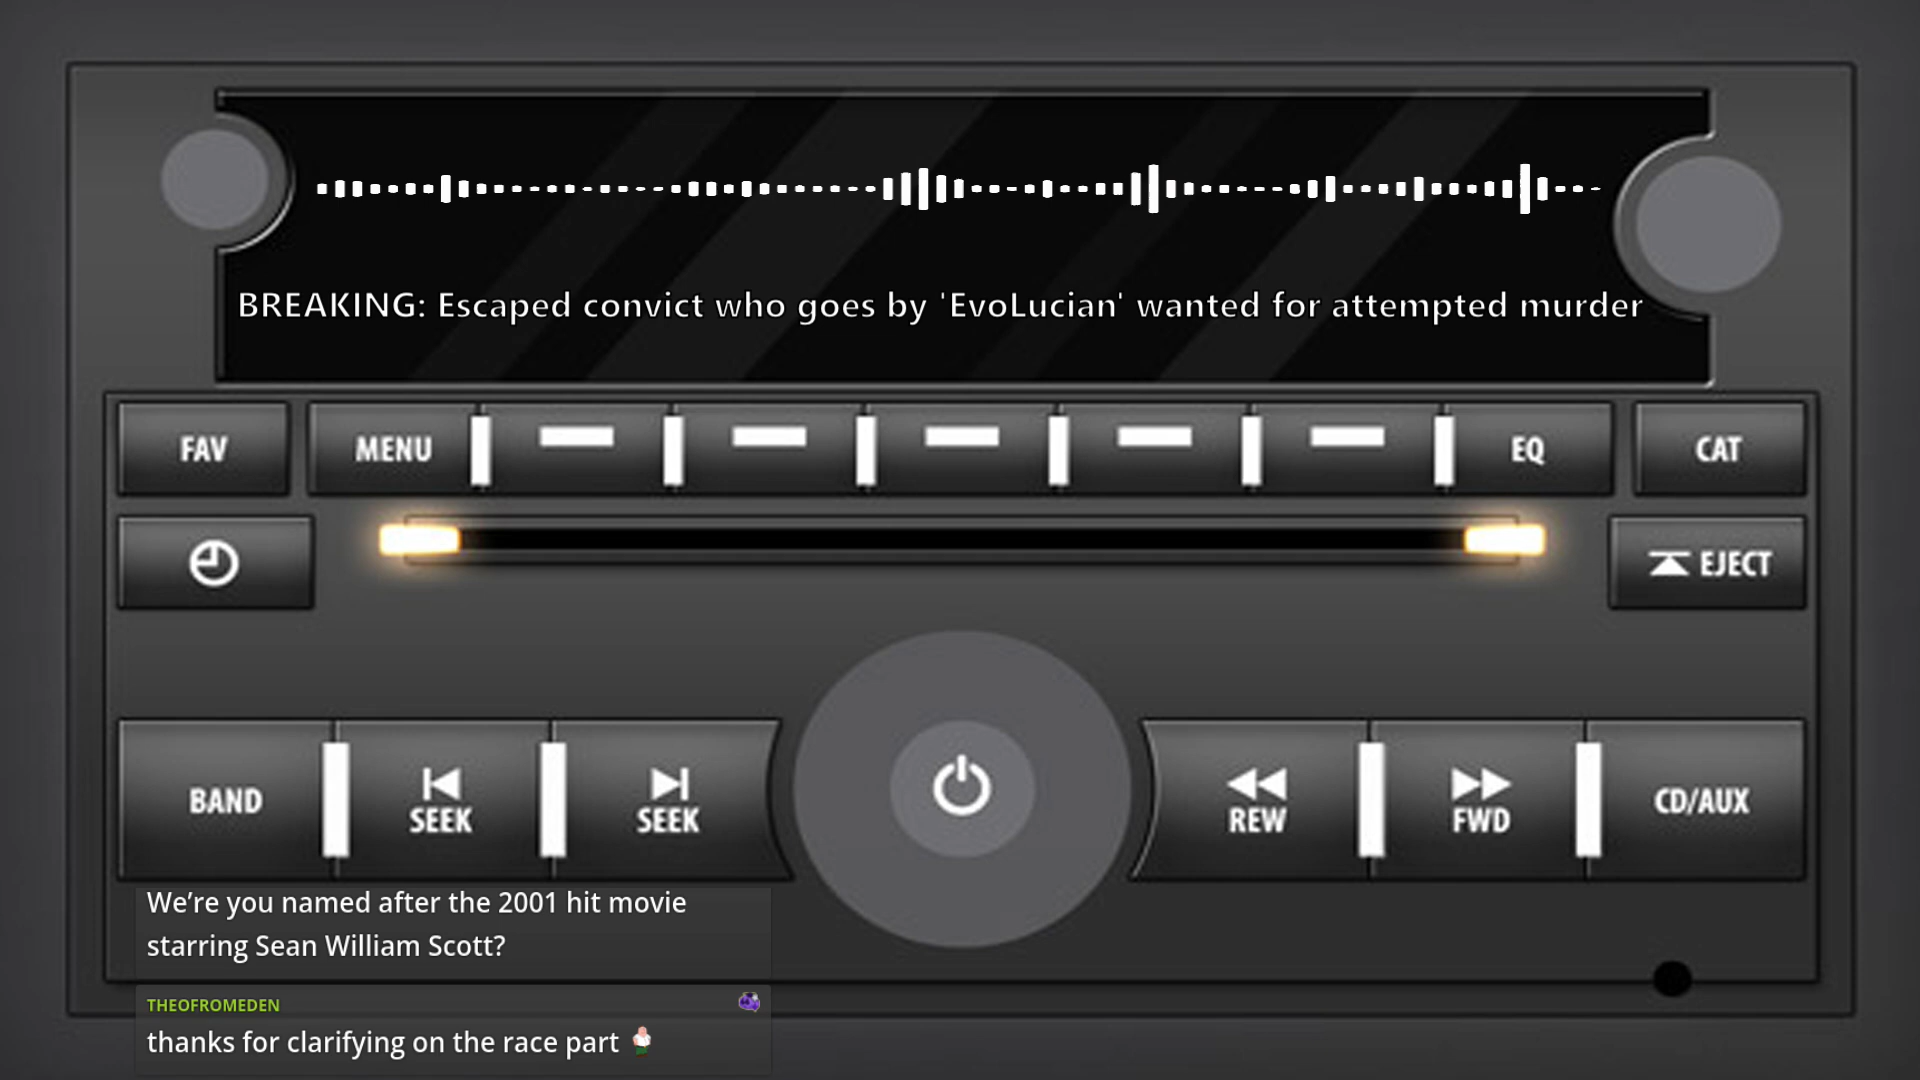 BREAKING: Escaped convict who goes by 'EvoLucian' wanted for attempted murder
FAV
MENU
EQ
CAT
EJECT
BAND
SEEK
SEEK
REW
FWD
CD/AUX
We’re you named after the 2001 hit movie
starring Sean William Scott?
THEOFROMEDEN
thanks for clarifying on the race part